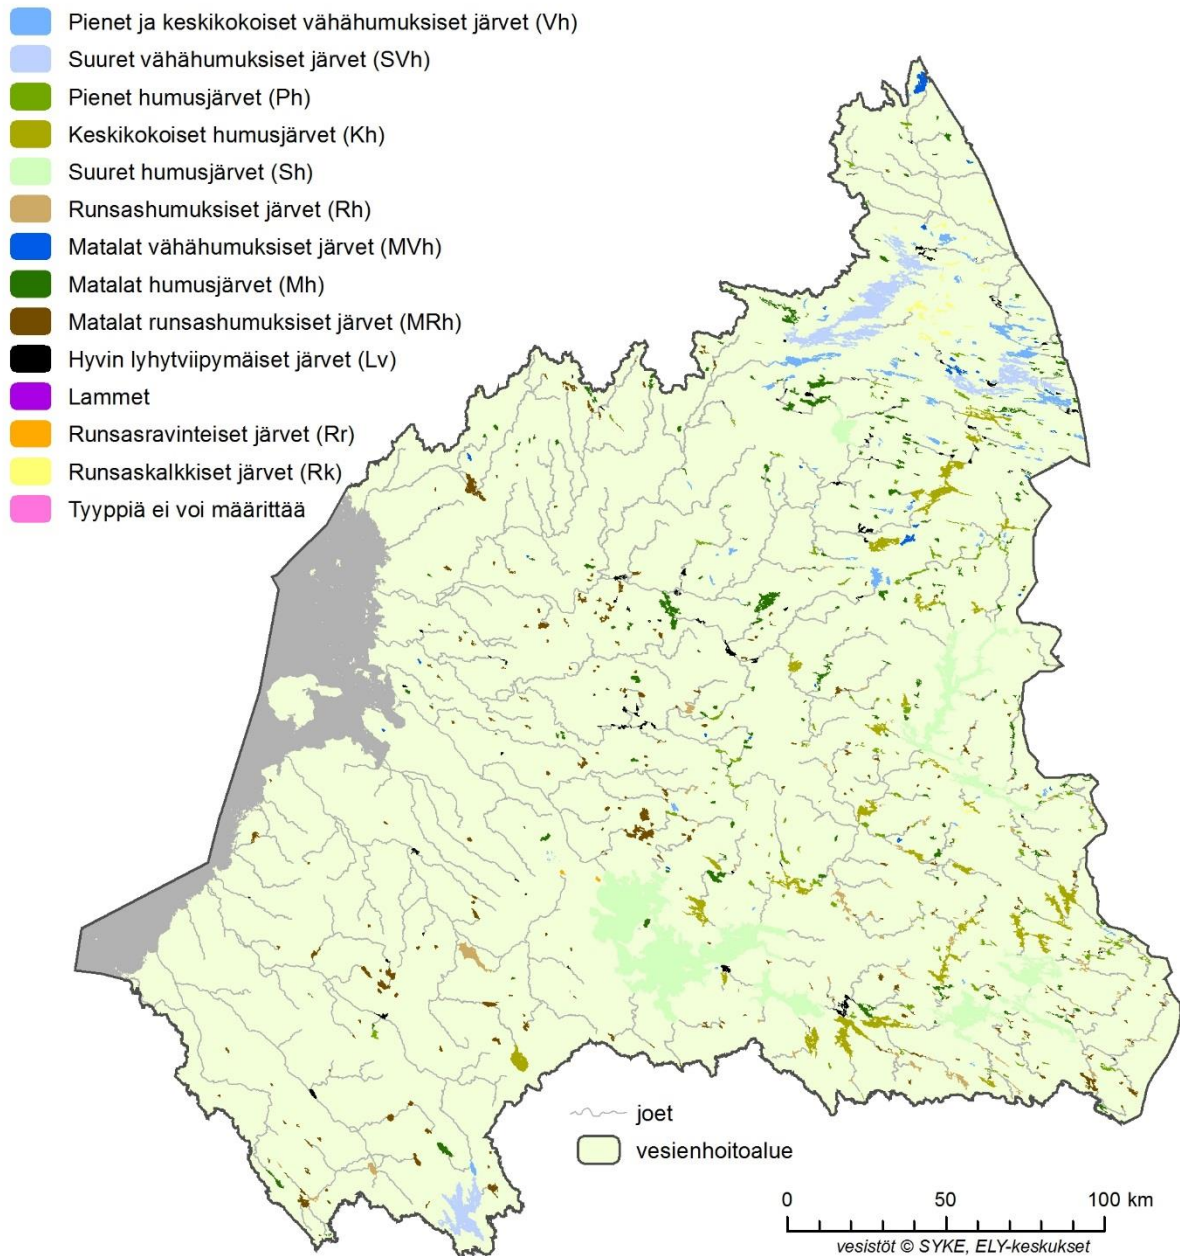 Pienet ja keskikokoiset vähähumuksiset järvet (Vh)
Suuret vähähumuksiset järvet (SVh)
Pienet humusjärvet (Ph)
Keskikokoiset humusjärvet (Kh)
Suuret humusjärvet (Sh)
Runsashumuksiset järvet (Rh)
Matalat vähähumuksiset järvet (MVh)
Matalat humusjärvet (Mh)
Matalat runsashumuksiset järvet (MRh)
Hyvin lyhytviipymäiset järvet (Lv)
Lammet
Runsasravinteiset järvet (Rr)
Runsaskalkkiset järvet (Rk)
Tyyppiä ei voi määrittää
joet
vesienhoitoalue
0 50 100 km
vesistöt © SYKE, ELY-keskukset